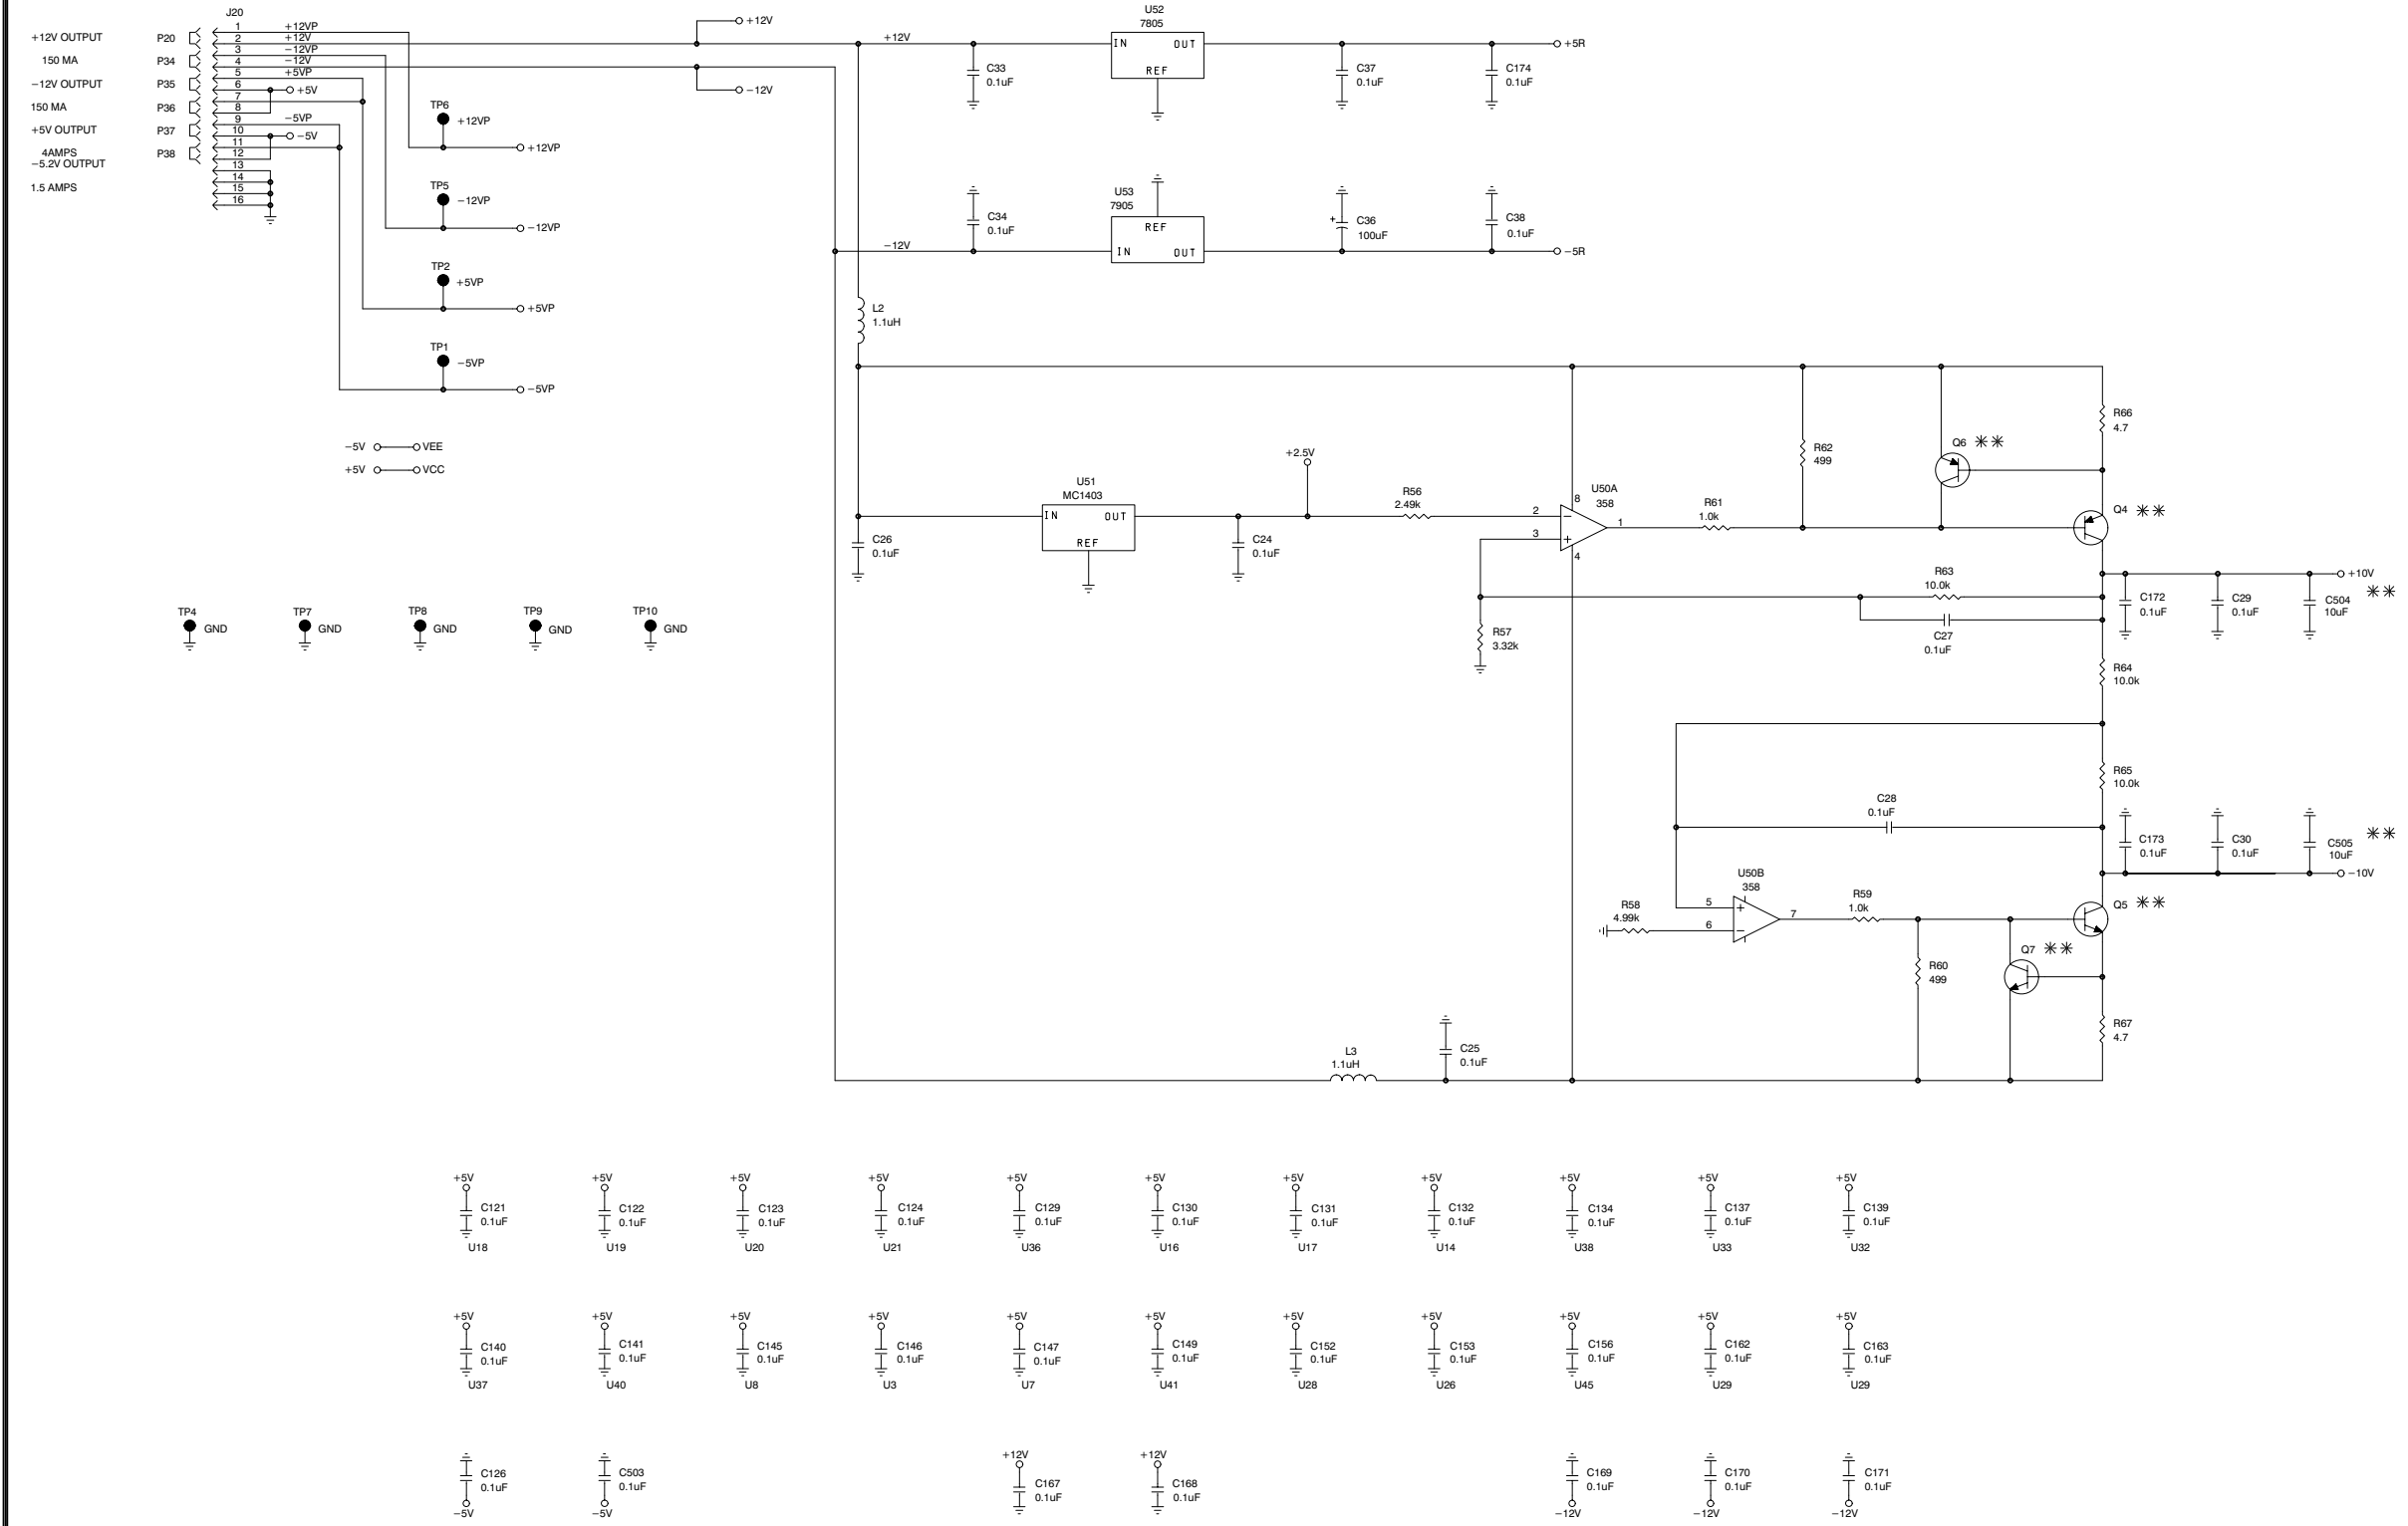 J20
+12V OUTPUT
150 MA
−12V OUTPUT
150 MA
+5V OUTPUT
4AMPS
−5.2V OUTPUT
1.5 AMPS
P20
P34
P35
P36
P37
P38
1 +12VP
2 +12V
3 −12VP
4 −12V
5 +5VP
6 +5V
7
8
9 −5VP
10 −5V
11
12
13
14
15
16
+12V
−12V
TP6
+12VP
+12VP
TP5
−12VP
−12VP
TP2
+5VP
+5VP
TP1
−5VP
−5VP
−5V VEE
+5V VCC
TP4 GND
TP7 GND
TP8 GND
TP9 GND
TP10 GND
+12V
C33
0.1uF
U52
7805
IN OUT
REF
C37
0.1uF
C174
0.1uF
+5R
−12V
C34
0.1uF
U53
7905
REF
IN OUT
+
C36
100uF
C38
0.1uF
−5R
L2
1.1uH
C26
0.1uF
U51
MC1403
IN OUT
REF
C24
0.1uF
+2.5V
R56
2.49k
2
3
−
+
U50A
358
8
4
1
R61
1.0k
R62
499
Q6 ✳✳
R66
4.7
Q4 ✳✳
R57
3.32k
R63
10.0k
C27
0.1uF
C172
0.1uF
C29
0.1uF
C504
10uF
+10V
✳✳
R64
10.0k
R65
10.0k
C28
0.1uF
C173
0.1uF
C30
0.1uF
C505
10uF
✳✳
−10V
R58
4.99k
5
6
+
−
U50B
358
7
R59
1.0k
R60
499
Q5 ✳✳
Q7 ✳✳
R67
4.7
L3
1.1uH
C25
0.1uF
+5V +5V +5V +5V +5V +5V +5V +5V +5V +5V +5V
C121 C122 C123 C124 C129 C130 C131 C132 C134 C137 C139
0.1uF 0.1uF 0.1uF 0.1uF 0.1uF 0.1uF 0.1uF 0.1uF 0.1uF 0.1uF 0.1uF
U18 U19 U20 U21 U36 U16 U17 U14 U38 U33 U32
+5V +5V +5V +5V +5V +5V +5V +5V +5V +5V +5V
C140 C141 C145 C146 C147 C149 C152 C153 C156 C162 C163
0.1uF 0.1uF 0.1uF 0.1uF 0.1uF 0.1uF 0.1uF 0.1uF 0.1uF 0.1uF 0.1uF
U37 U40 U8 U3 U7 U41 U28 U26 U45 U29 U29
+12V +12V
C126 C503 C167 C168 C169 C170 C171
0.1uF 0.1uF 0.1uF 0.1uF 0.1uF 0.1uF 0.1uF
−5V −5V −12V −12V −12V